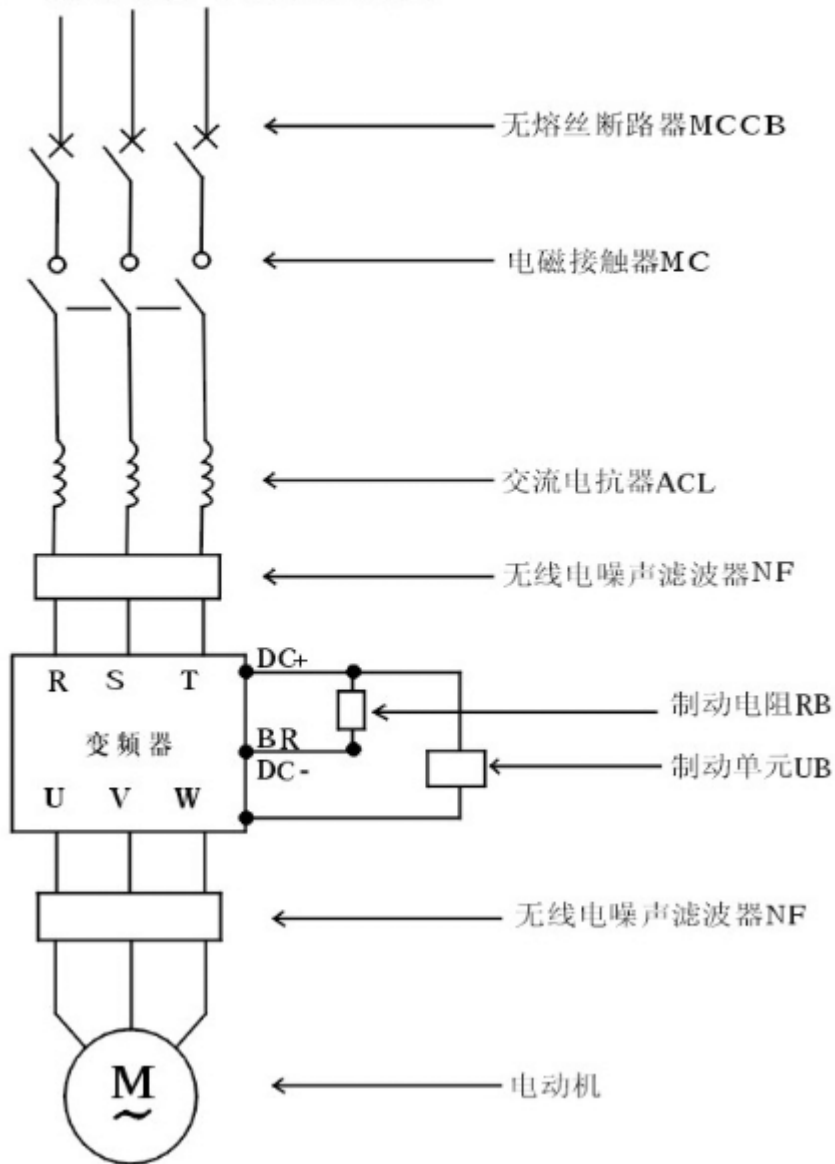 无熔丝断路器MCCB
电磁接触器MC
交流电抗器ACL
无线电噪声滤波器NF
DC+
R S T
制动电阻RB
BR
变频器
DC-
制动单元UB
U V W
无线电噪声滤波器NF
M
~
电动机